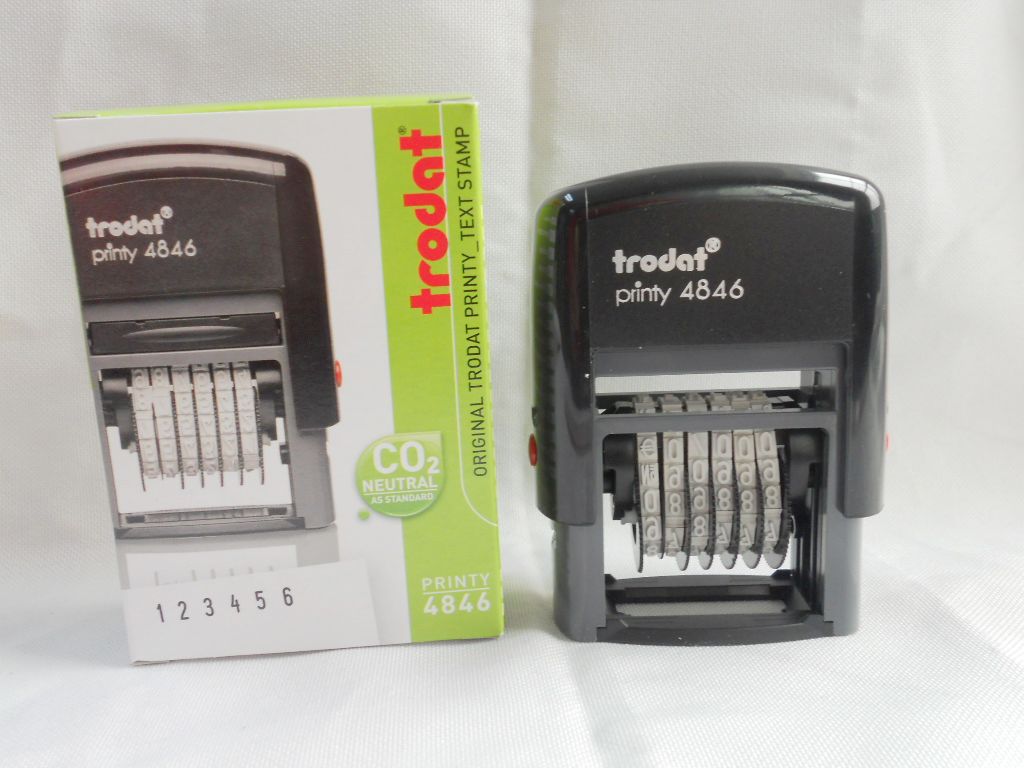 trodat®
printy 4846
trodat®
ORIGINAL TRODAT PRINTY_TEXT STAMP
CO2
NEUTRAL
AS STANDARD
PRINTY
4846
1 2 3 4 5 6
trodat®
printy 4846